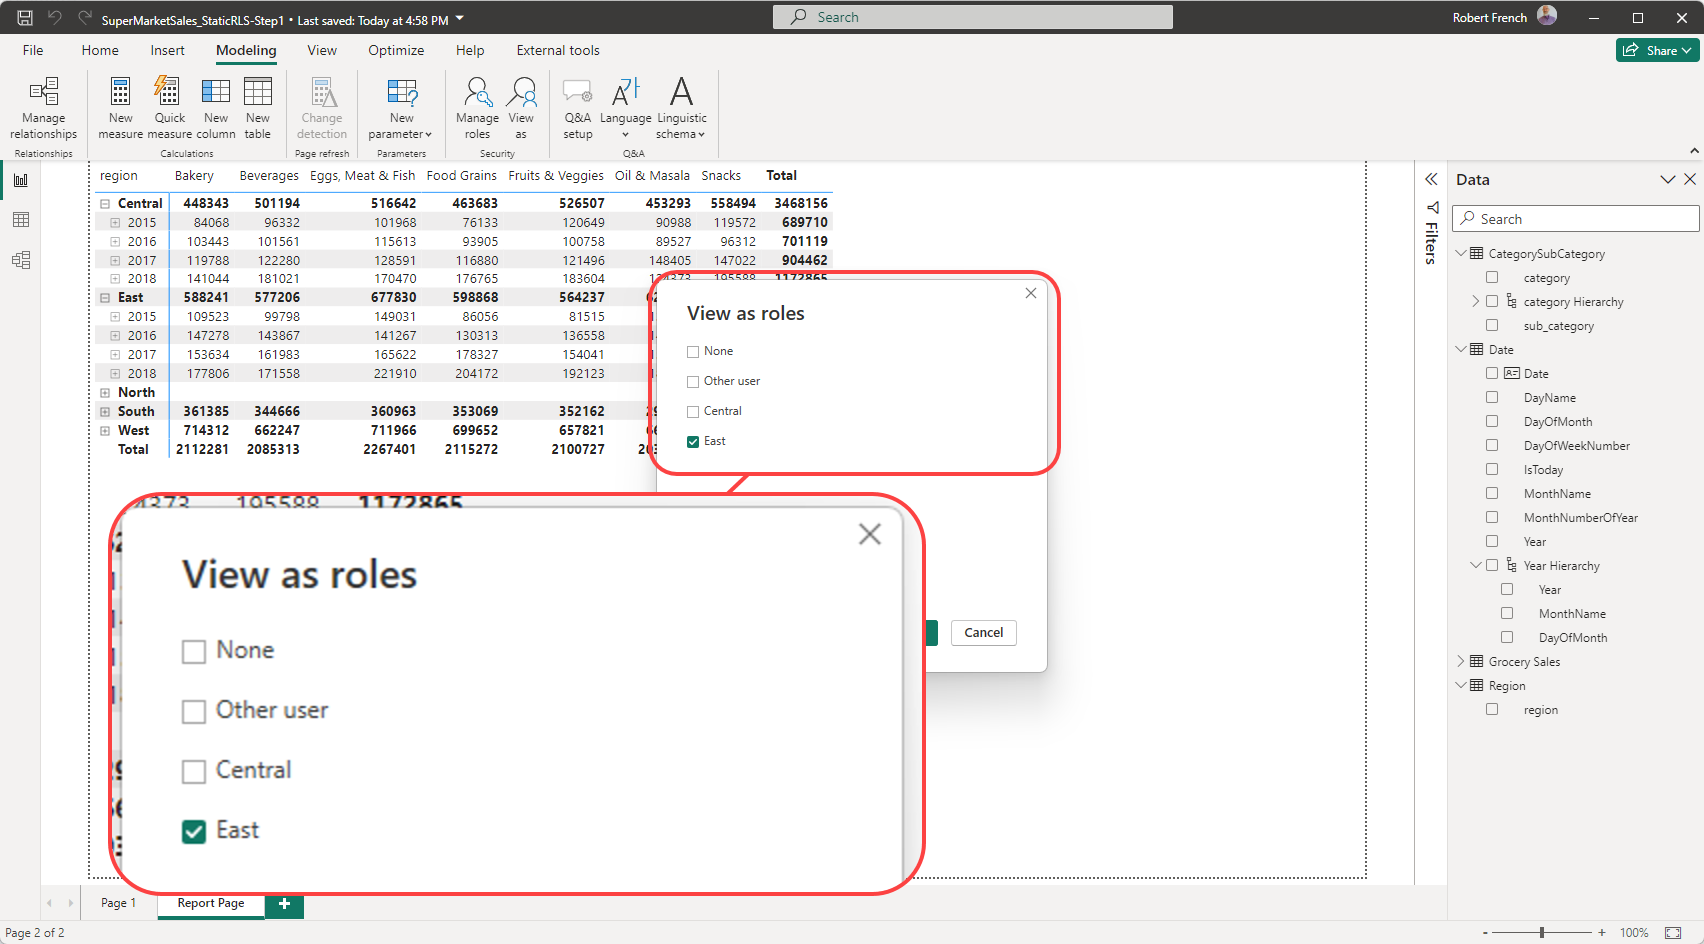 SuperMarketSales_StaticRLS-Step1 • Last saved: Today at 4:58 PM
Search
Robert French
File Home Insert Modeling View Optimize Help External tools
Share
Manage relationships
New measure
Quick measure
New column
New table
Change detection
New parameter
Manage roles
View as
Q&A setup
Language
Linguistic schema
Relationships Calculations Page refresh Parameters Security Q&A
region Bakery Beverages Eggs, Meat & Fish Food Grains Fruits & Veggies Oil & Masala Snacks Total
Central 448343 501194 516642 463683 526507 453293 558494 3468156
2015 84068 96332 101968 76133 120649 90988 119572 689710
2016 103443 101561 115613 93905 100758 89527 96312 701119
2017 119788 122280 128591 116880 121496 148405 147022 904462
2018 141044 181021 170470 176765 183604 195588 1172865
East 588241 577206 677830 598868 564237
2015 109523 99798 149031 86056 81515
2016 147278 143867 141267 130313 136558
2017 153634 161983 165622 178327 154041
2018 177806 171558 221910 204172 192123
North
South 361385 344666 360963 353069 352162
West 714312 662247 711966 699652 657821
Total 2112281 2085313 2267401 2115272 2100727
View as roles
None
Other user
Central
East
Cancel
4373 195588 1172865
View as roles
None
Other user
Central
East
Filters
Data
Search
CategorySubCategory
category
category Hierarchy
sub_category
Date
Date
DayName
DayOfMonth
DayOfWeekNumber
IsToday
MonthName
MonthNumberOfYear
Year
Year Hierarchy
Year
MonthName
DayOfMonth
Grocery Sales
Region
region
Page 1 Report Page +
Page 2 of 2
- + 100%